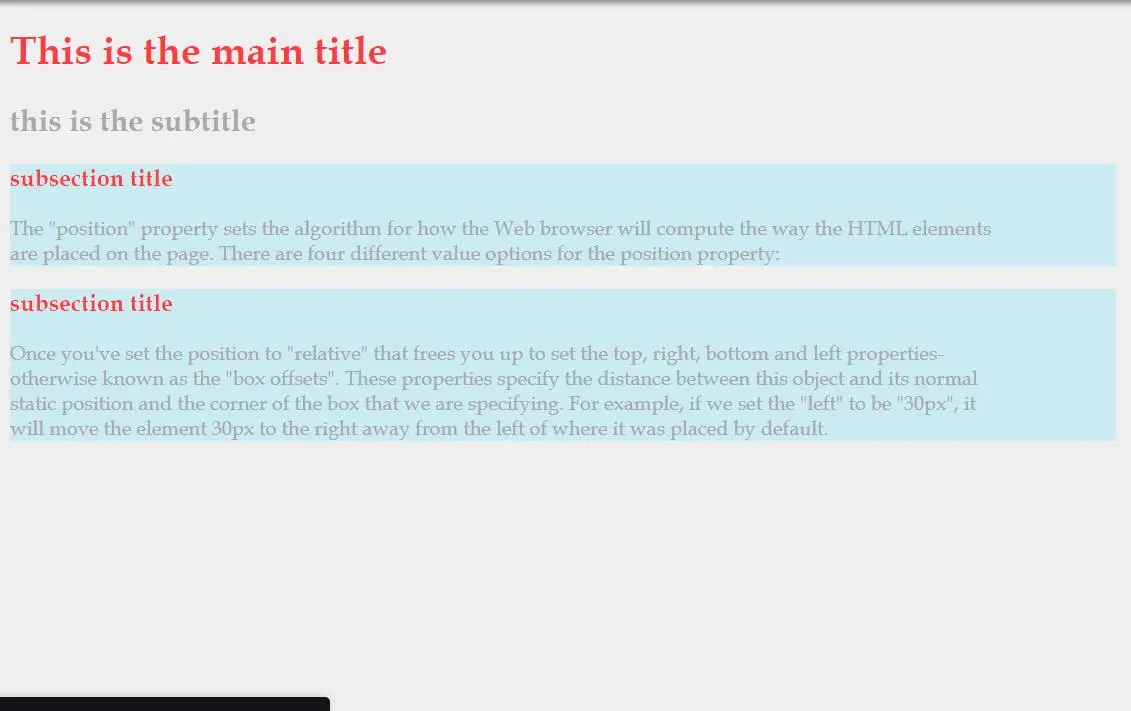 This is the main title
this is the subtitle
subsection title
The "position" property sets the algorithm for how the Web browser will compute the way the HTML elements
are placed on the page. There are four different value options for the position property:
subsection title
Once you've set the position to "relative" that frees you up to set the top, right, bottom and left properties-
otherwise known as the "box offsets". These properties specify the distance between this object and its normal
static position and the corner of the box that we are specifying. For example, if we set the "left" to be "30px", it
will move the element 30px to the right away from the left of where it was placed by default.